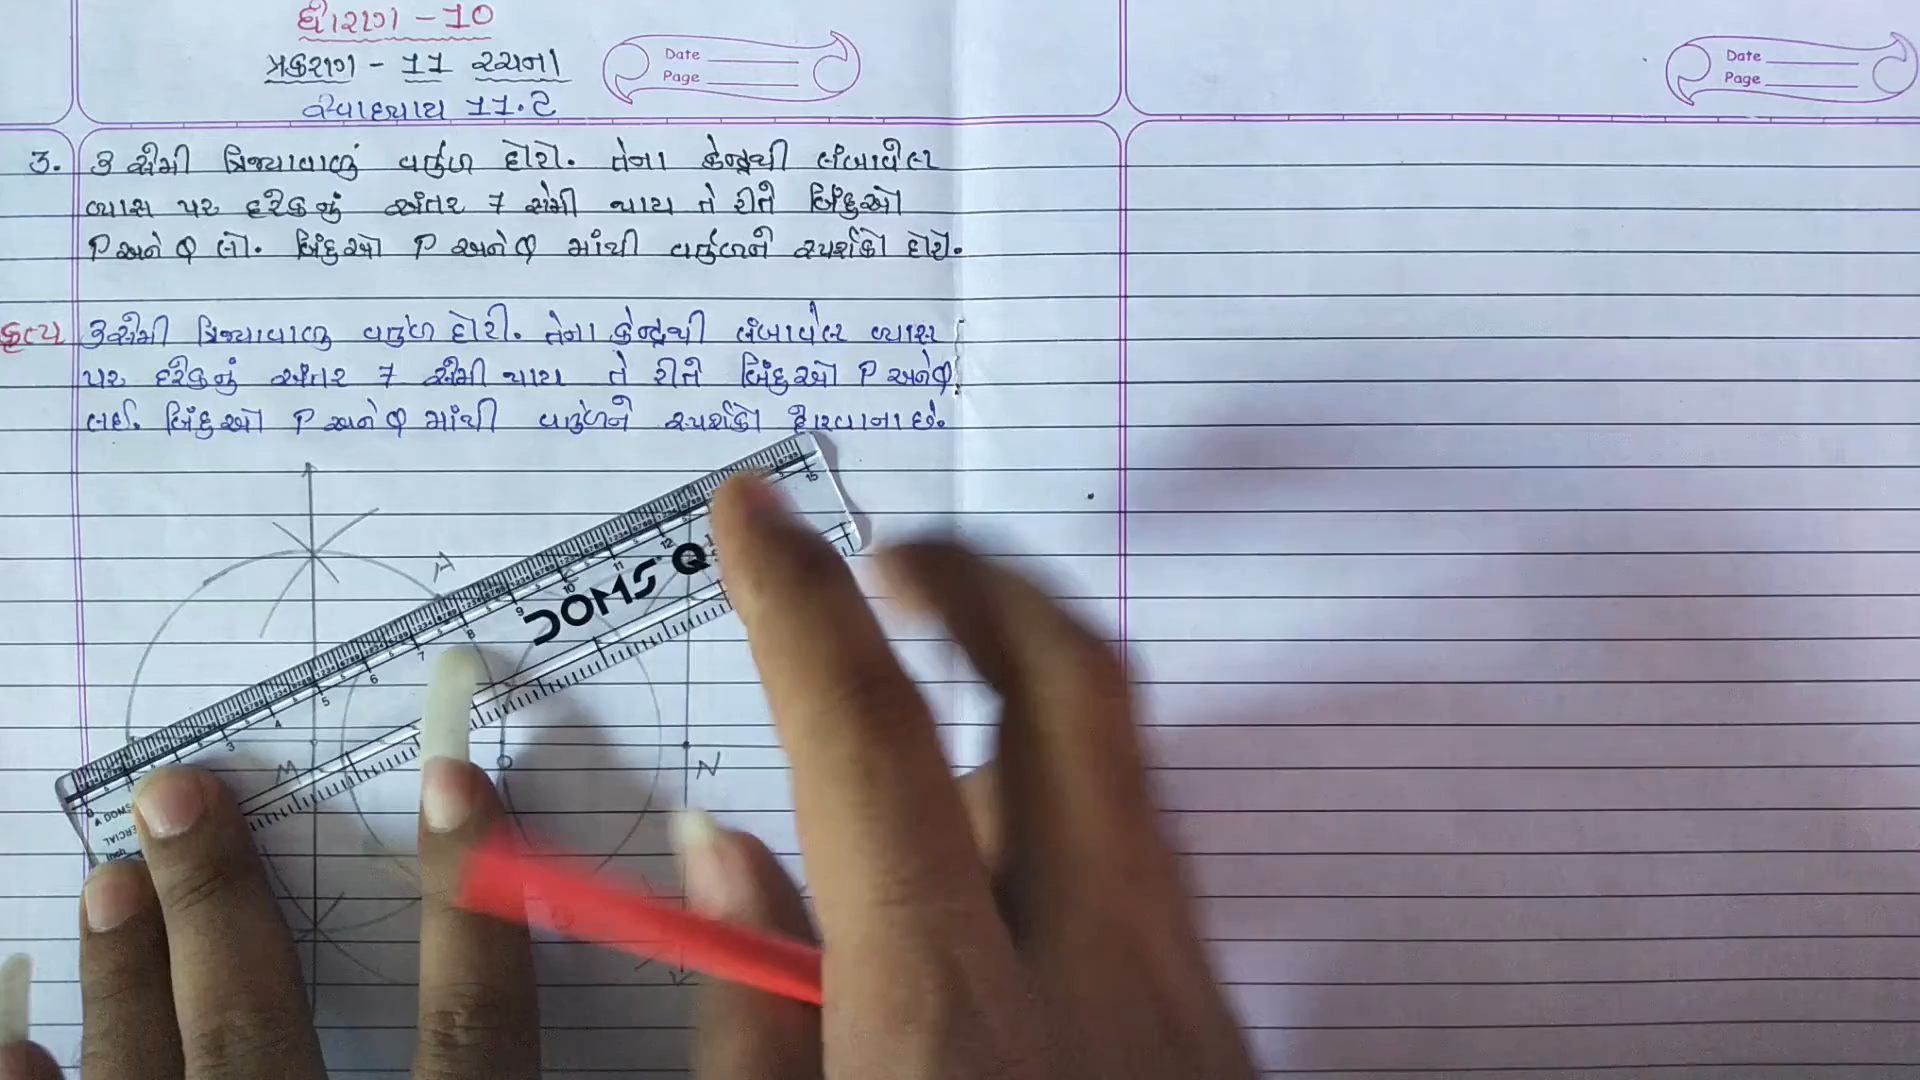 ધોરણ - 10
પ્રકરણ - 11 રચના
સ્વાધ્યાય 11.2
Date
Page
Date
Page
3. 3 સેમી ત્રિજ્યાવાળું વર્તુળ દોરો. તેના કેન્દ્રથી લંબાવેલ
વ્યાસ પર દરેકનું અંતર 7 સેમી થાય તે રીતે બિંદુઓ
P અને Q લો. બિંદુઓ P અને Q માંથી વર્તુળને સ્પર્શકો દોરો.
કૃત્ય 3 સેમી ત્રિજ્યાવાળુ વર્તુળ દોરી. તેના કેન્દ્રથી લંબાવેલ વ્યાસ
પર દરેકનું અંતર 7 સેમી થાય તે રીતે બિંદુઓ P અને Q
લઈ. બિંદુઓ P અને Q માંથી વર્તુળને સ્પર્શકો દોરવાના છે.
A
DOMS Q
M
O
N